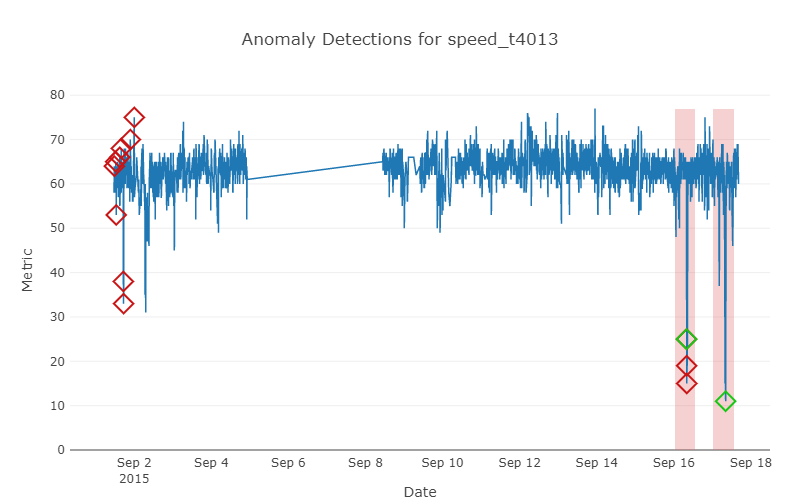 Anomaly Detections for speed_t4013
80
70
60
50
40
30
20
10
0
Metric
Sep 2
2015
Sep 4
Sep 6
Sep 8
Sep 10
Sep 12
Sep 14
Sep 16
Sep 18
Date